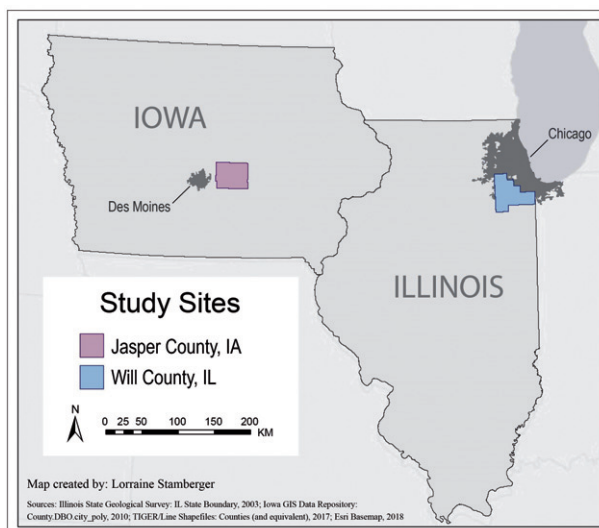 IOWA
Chicago
Des Moines
ILLINOIS
Study Sites
Jasper County, IA
Will County, IL
N
0 25 50 100 150 200
KM
Map created by: Lorraine Stamberger
Sources: Illinois State Geological Survey: IL State Boundary, 2003; Iowa GIS Data Repository:
County.DBO.city_poly, 2010; TIGER/Line Shapefiles: Counties (and equivalent), 2017; Esri Basemap, 2018